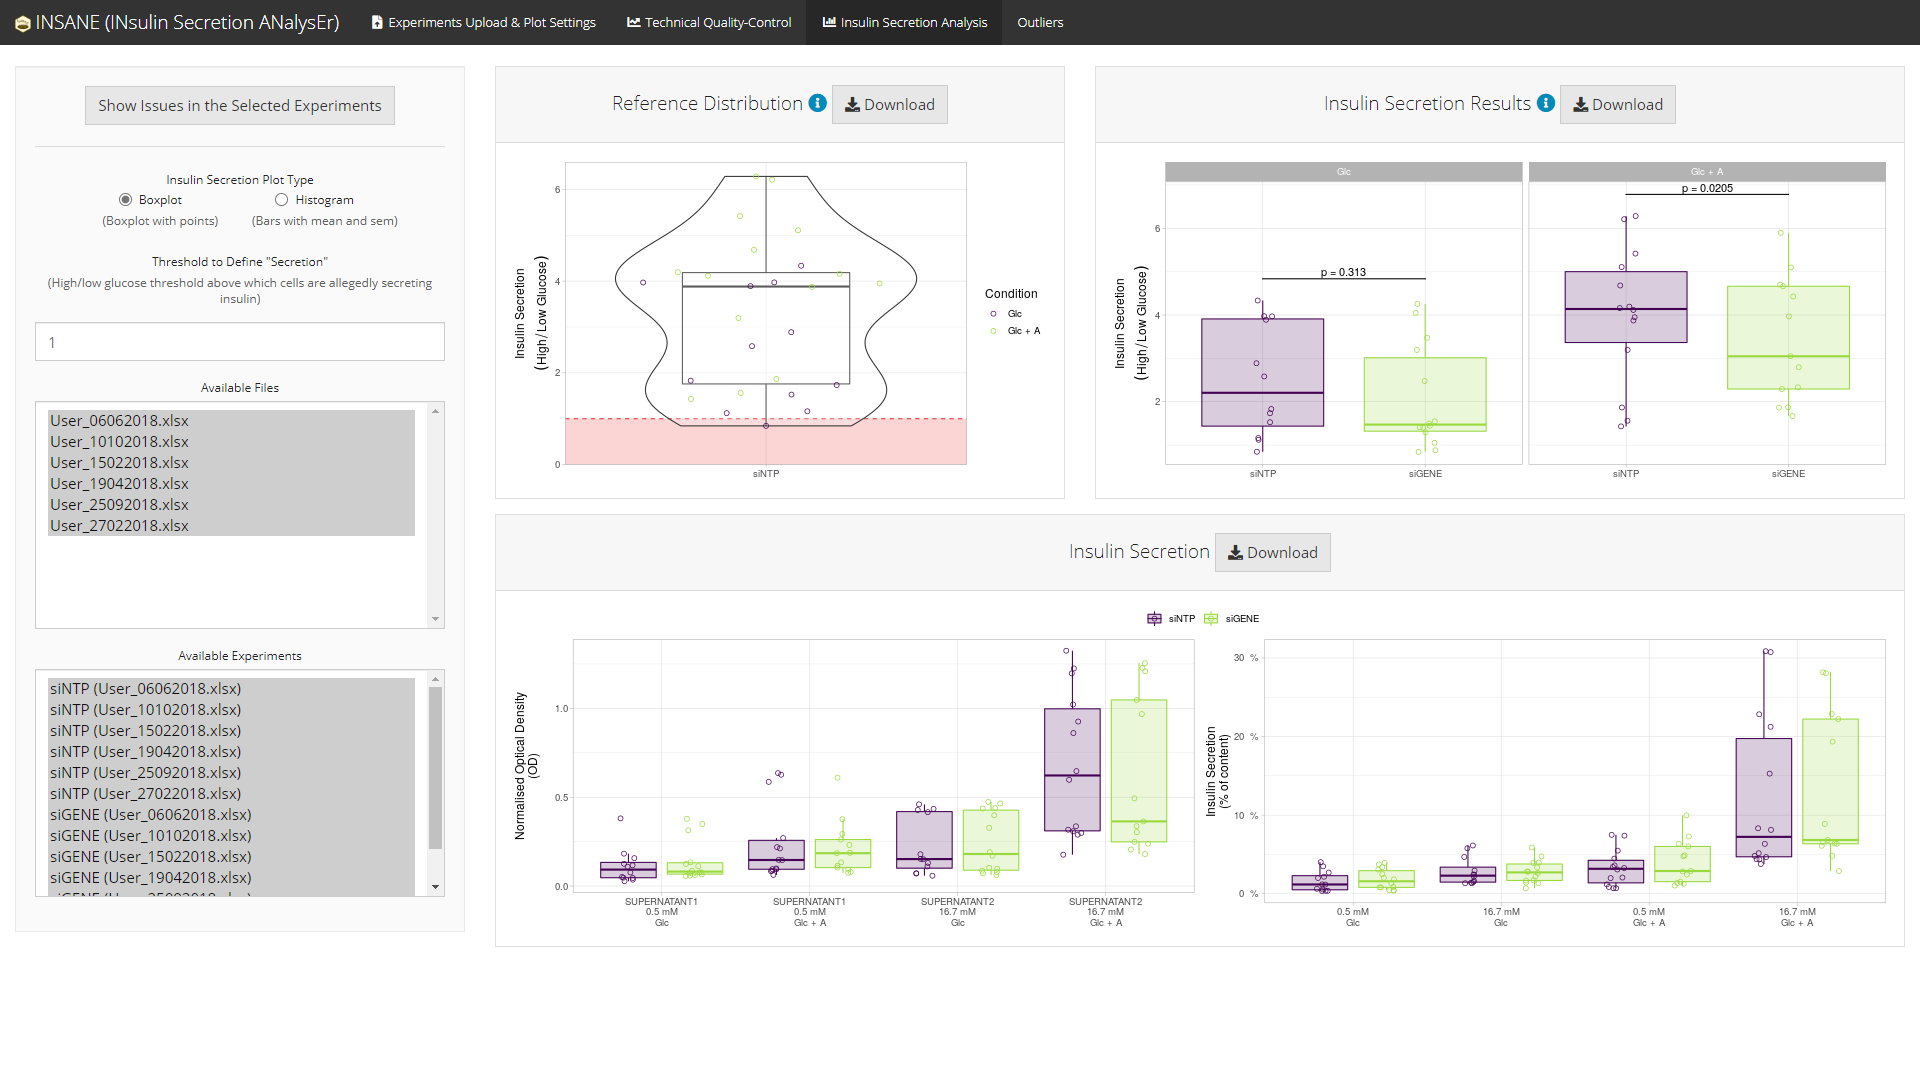 INSANE (INsulin Secretion ANalysEr)
Experiments Upload & Plot Settings
Technical Quality-Control
Insulin Secretion Analysis
Outliers
Show Issues in the Selected Experiments
Insulin Secretion Plot Type
Boxplot
Histogram
(Boxplot with points)
(Bars with mean and sem)
Threshold to Define "Secretion"
(High/low glucose threshold above which cells are allegedly secreting
insulin)
1
Available Files
User_06062018.xlsx
User_10102018.xlsx
User_15022018.xlsx
User_19042018.xlsx
User_25092018.xlsx
User_27022018.xlsx
Available Experiments
siNTP (User_06062018.xlsx)
siNTP (User_10102018.xlsx)
siNTP (User_15022018.xlsx)
siNTP (User_19042018.xlsx)
siNTP (User_25092018.xlsx)
siNTP (User_27022018.xlsx)
siGENE (User_06062018.xlsx)
siGENE (User_10102018.xlsx)
siGENE (User_15022018.xlsx)
siGENE (User_19042018.xlsx)
Reference Distribution
Download
Insulin Secretion
(High/Low Glucose)
6
4
2
0
siNTP
Condition
Glc
Glc + A
Insulin Secretion Results
Download
Glc
Glc + A
Insulin Secretion
(High/Low Glucose)
6
4
2
p = 0.313
p = 0.0205
siNTP
siGENE
siNTP
siGENE
Insulin Secretion
Download
siNTP
siGENE
Normalised Optical Density
(OD)
1.0
0.5
0.0
SUPERNATANT1
0.5 mM
Glc
SUPERNATANT1
0.5 mM
Glc + A
SUPERNATANT2
16.7 mM
Glc
SUPERNATANT2
16.7 mM
Glc + A
Insulin Secretion
(% of content)
30 %
20 %
10 %
0 %
0.5 mM
Glc
16.7 mM
Glc
0.5 mM
Glc + A
16.7 mM
Glc + A